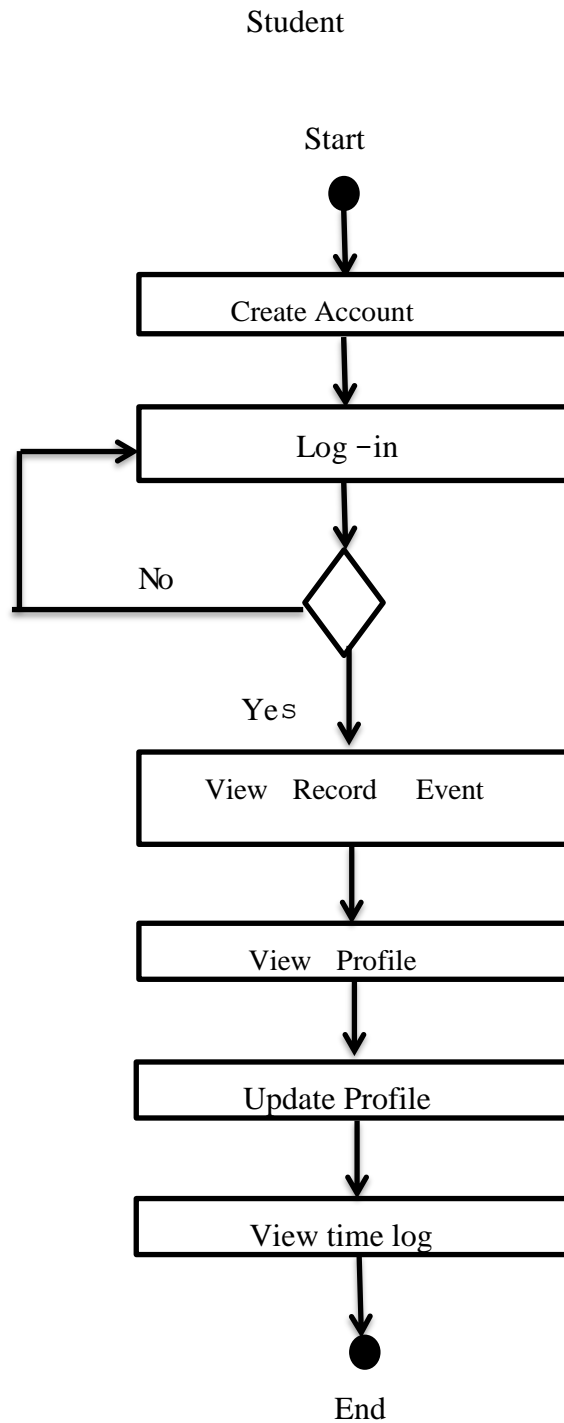 Student
Start
Create Account
Log -in
No
Yes
View Record Event
View Profile
Update Profile
View time log
End